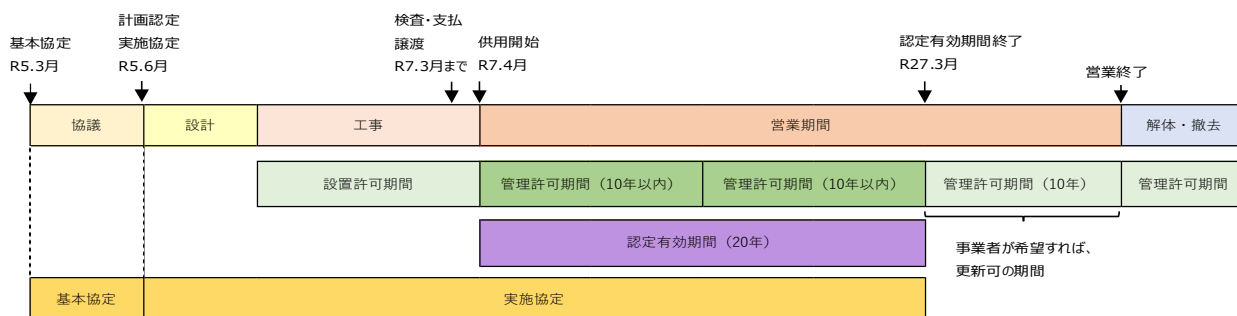 基本協定
R5.3月
計画認定
実施協定
R5.6月
検査・支払
譲渡
R7.3月まで
供用開始
R7.4月
認定有効期間終了
R27.3月
営業終了
協議
設計
工事
営業期間
解体・撤去
設置許可期間
管理許可期間（10年以内）
管理許可期間（10年以内）
管理許可期間（10年）
管理許可期間
認定有効期間（20年）
事業者が希望すれば、
更新可の期間
基本協定
実施協定